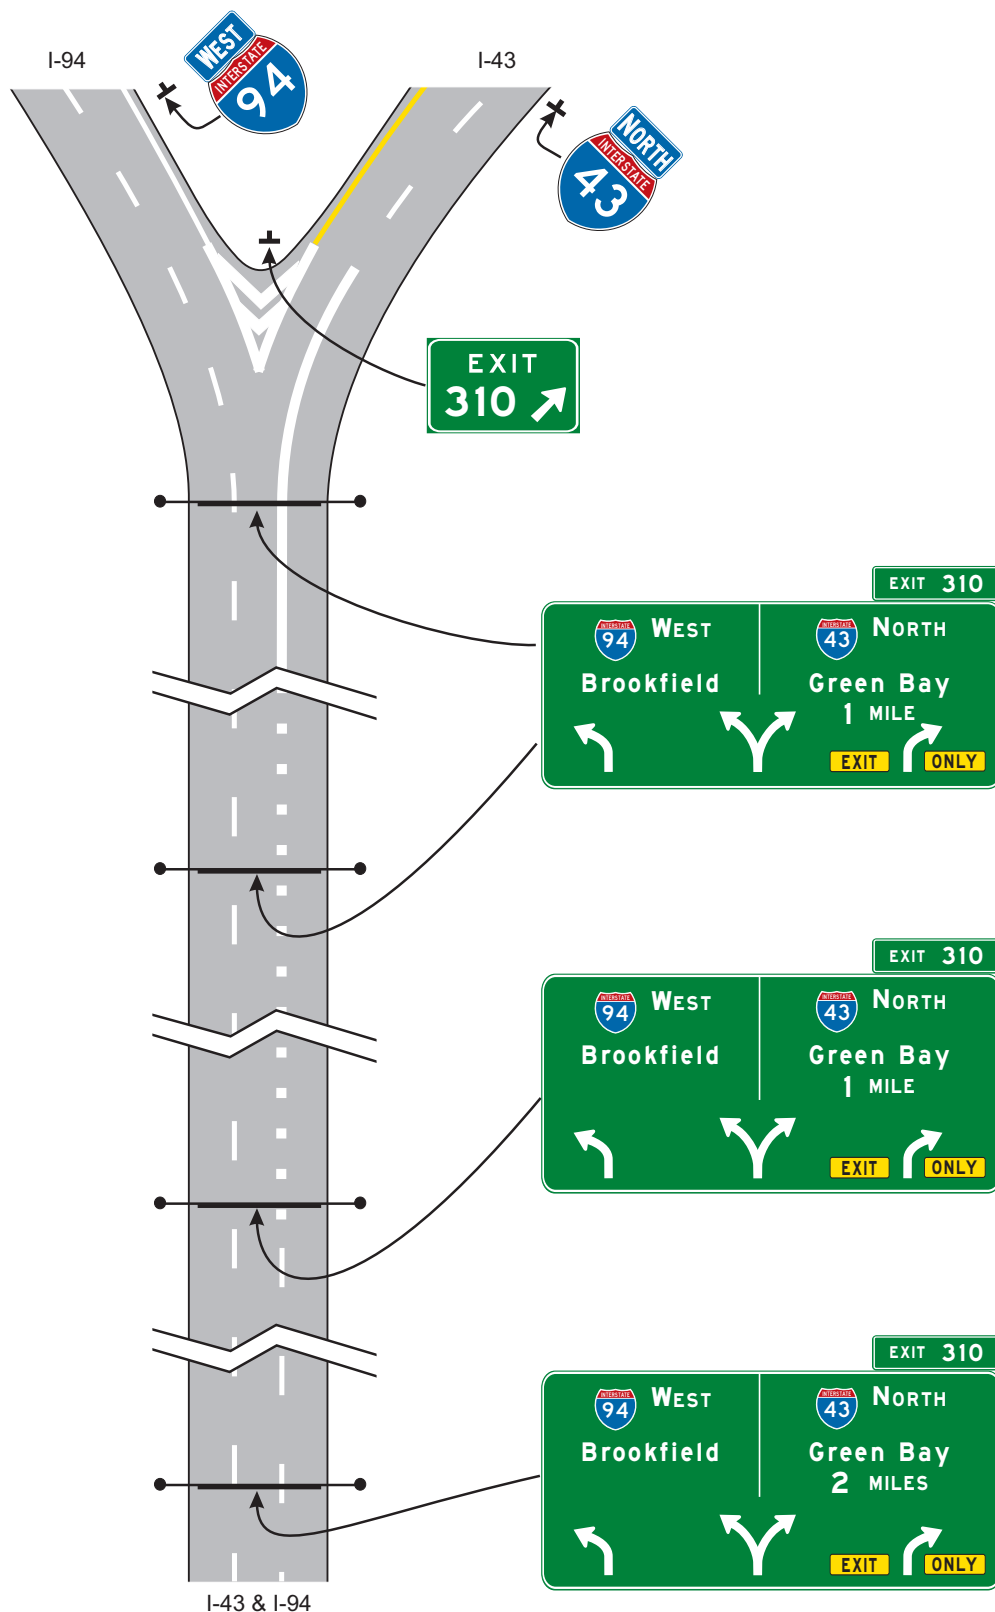 I-94
WEST
INTERSTATE
94
I-43
NORTH
INTERSTATE
43
EXIT
310
EXIT 310
INTERSTATE
94 WEST
Brookfield
INTERSTATE
43 NORTH
Green Bay
1 MILE
EXIT ONLY
EXIT 310
INTERSTATE
94 WEST
Brookfield
INTERSTATE
43 NORTH
Green Bay
1 MILE
EXIT ONLY
EXIT 310
INTERSTATE
94 WEST
Brookfield
INTERSTATE
43 NORTH
Green Bay
2 MILES
EXIT ONLY
I-43 & I-94